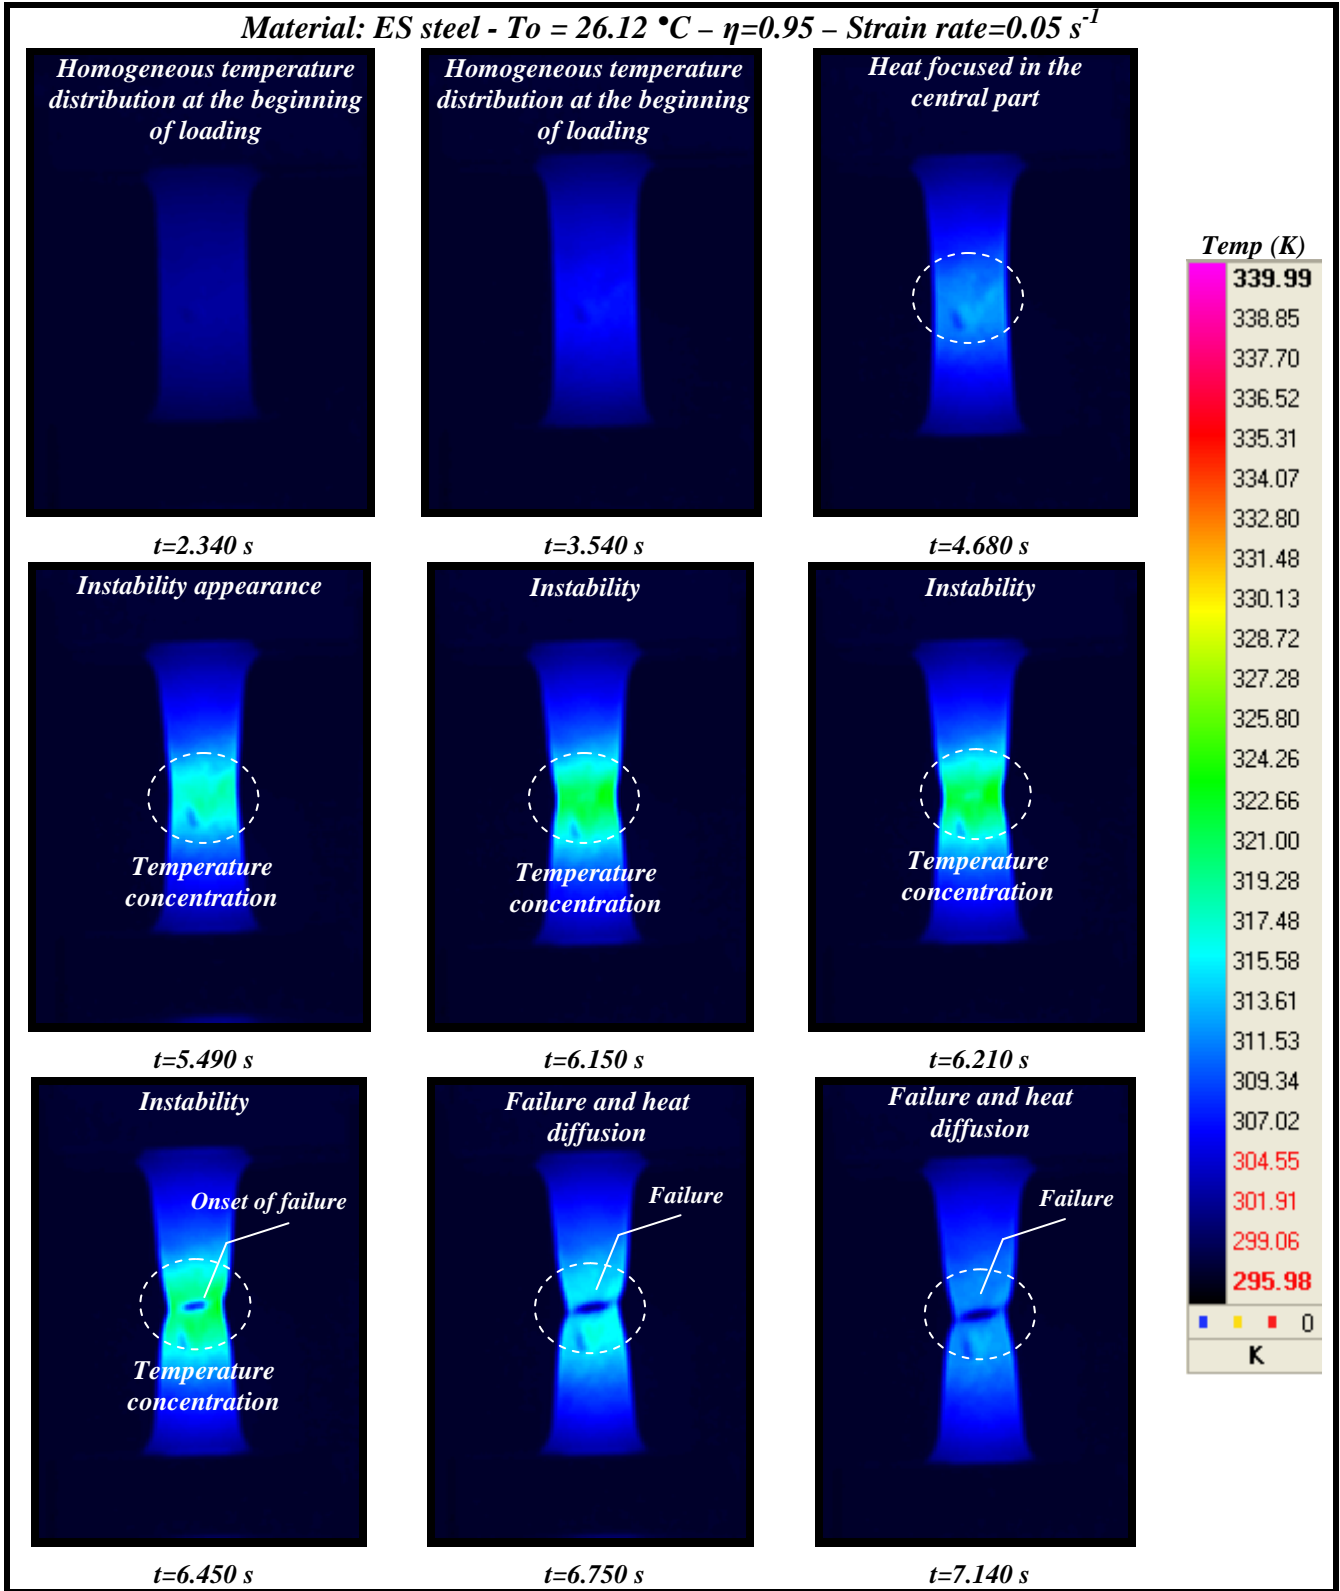 Material: ES steel - To = 26.12 °C – η=0.95 – Strain rate=0.05 s-1
Homogeneous temperature
distribution at the beginning
of loading
t=2.340 s
Homogeneous temperature
distribution at the beginning
of loading
t=3.540 s
Heat focused in the
central part
t=4.680 s
Instability appearance
Temperature
concentration
t=5.490 s
Instability
Temperature
concentration
t=6.150 s
Instability
Temperature
concentration
t=6.210 s
Instability
Onset of failure
Temperature
concentration
t=6.450 s
Failure and heat
diffusion
Failure
t=6.750 s
Failure and heat
diffusion
Failure
t=7.140 s
Temp (K)
339.99
338.85
337.70
336.52
335.31
334.07
332.80
331.48
330.13
328.72
327.28
325.80
324.26
322.66
321.00
319.28
317.48
315.58
313.61
311.53
309.34
307.02
304.55
301.91
299.06
295.98
0
K